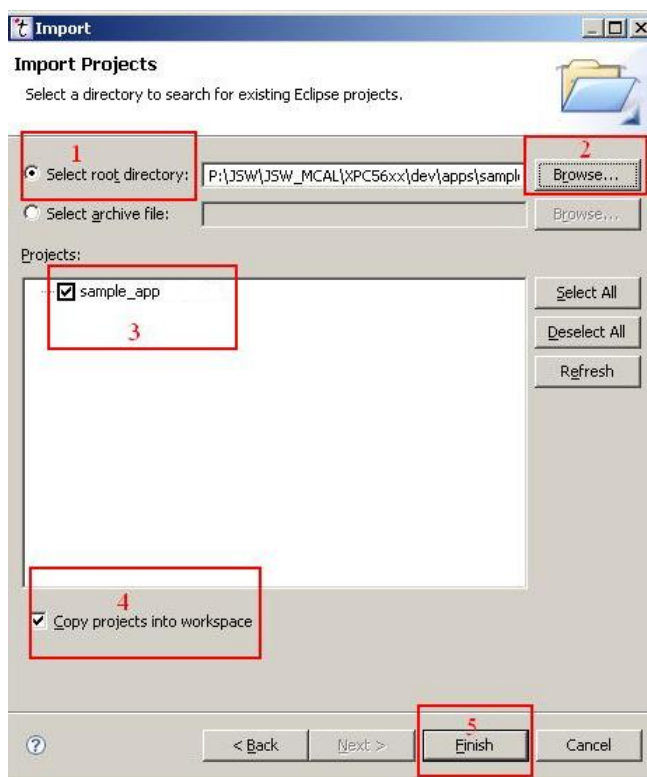 Import
Import Projects
Select a directory to search for existing Eclipse projects.
1
2
Select root directory: P:\JSW\JSW_MCAL\XPC56xx\dev\apps\sampl Browse...
Select archive file: Browse...
Projects:
sample_app
3
Select All
Deselect All
Refresh
4
Copy projects into workspace
5
? < Back Next > Finish Cancel